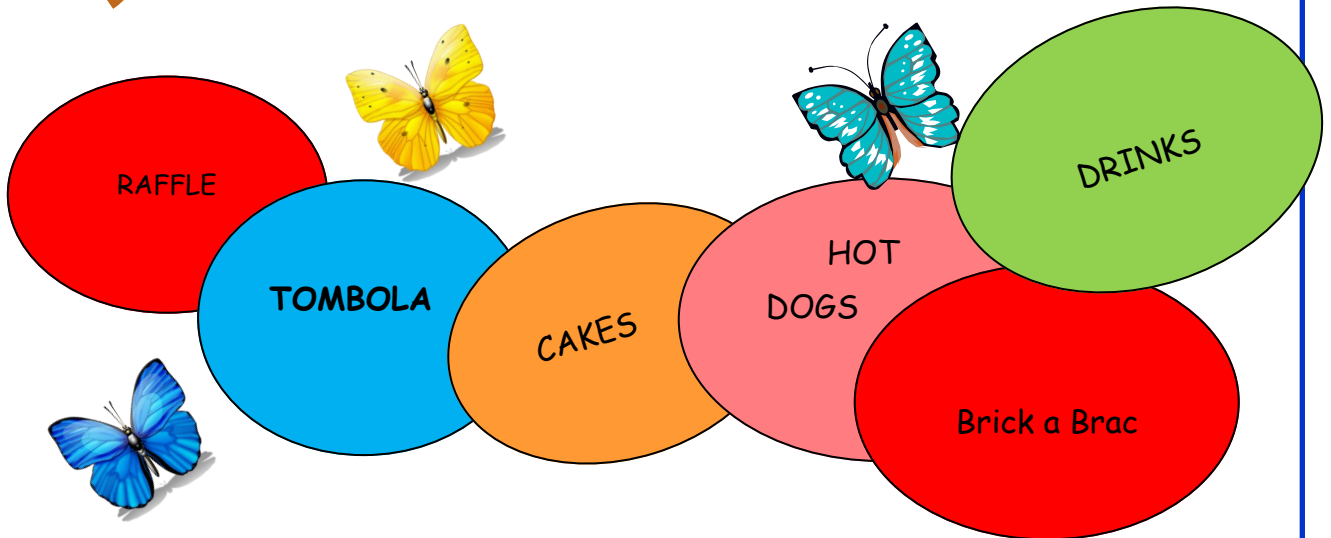 RAFFLE
TOMBOLA
CAKES
HOT
DOGS
DRINKS
Brick a Brac